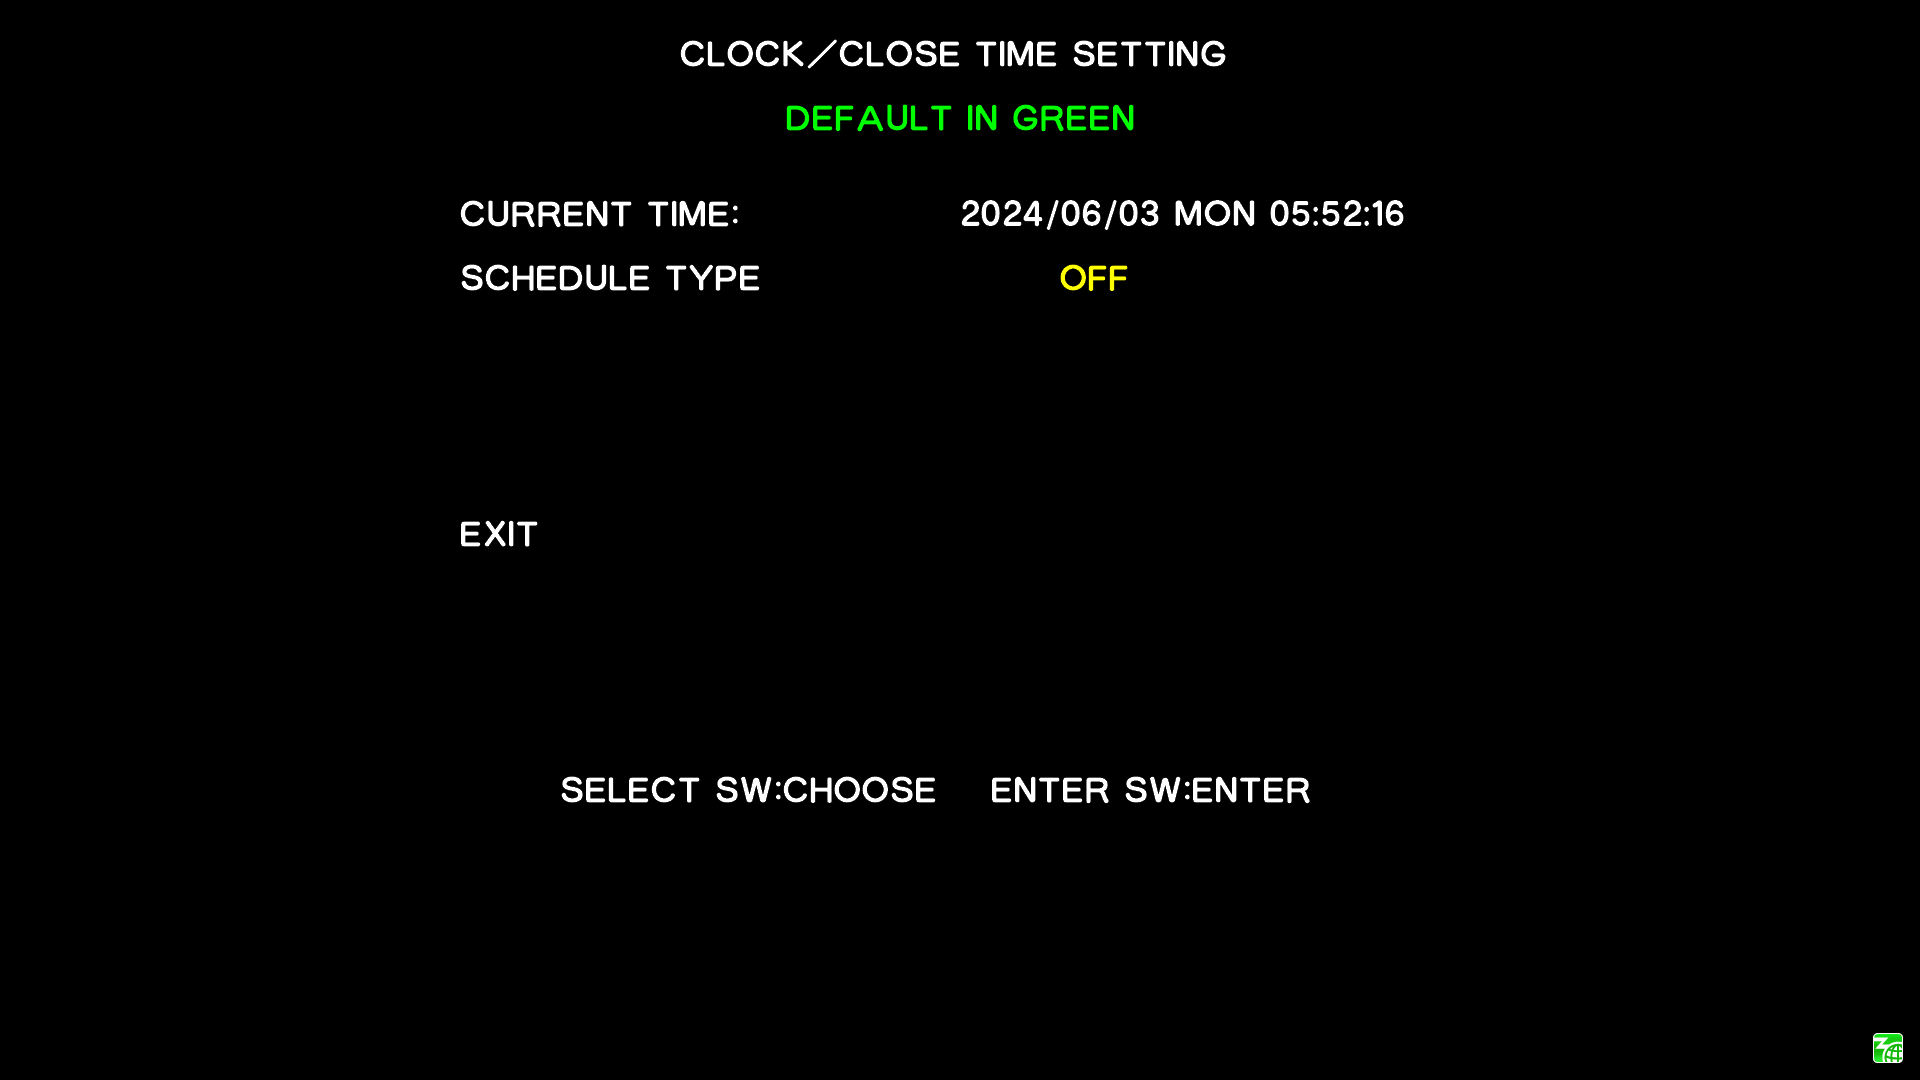 CLOCK／CLOSE TIME SETTING
DEFAULT IN GREEN
CURRENT TIME: 2024/06/03 MON 05:52:16
SCHEDULE TYPE OFF
EXIT
SELECT SW:CHOOSE ENTER SW:ENTER